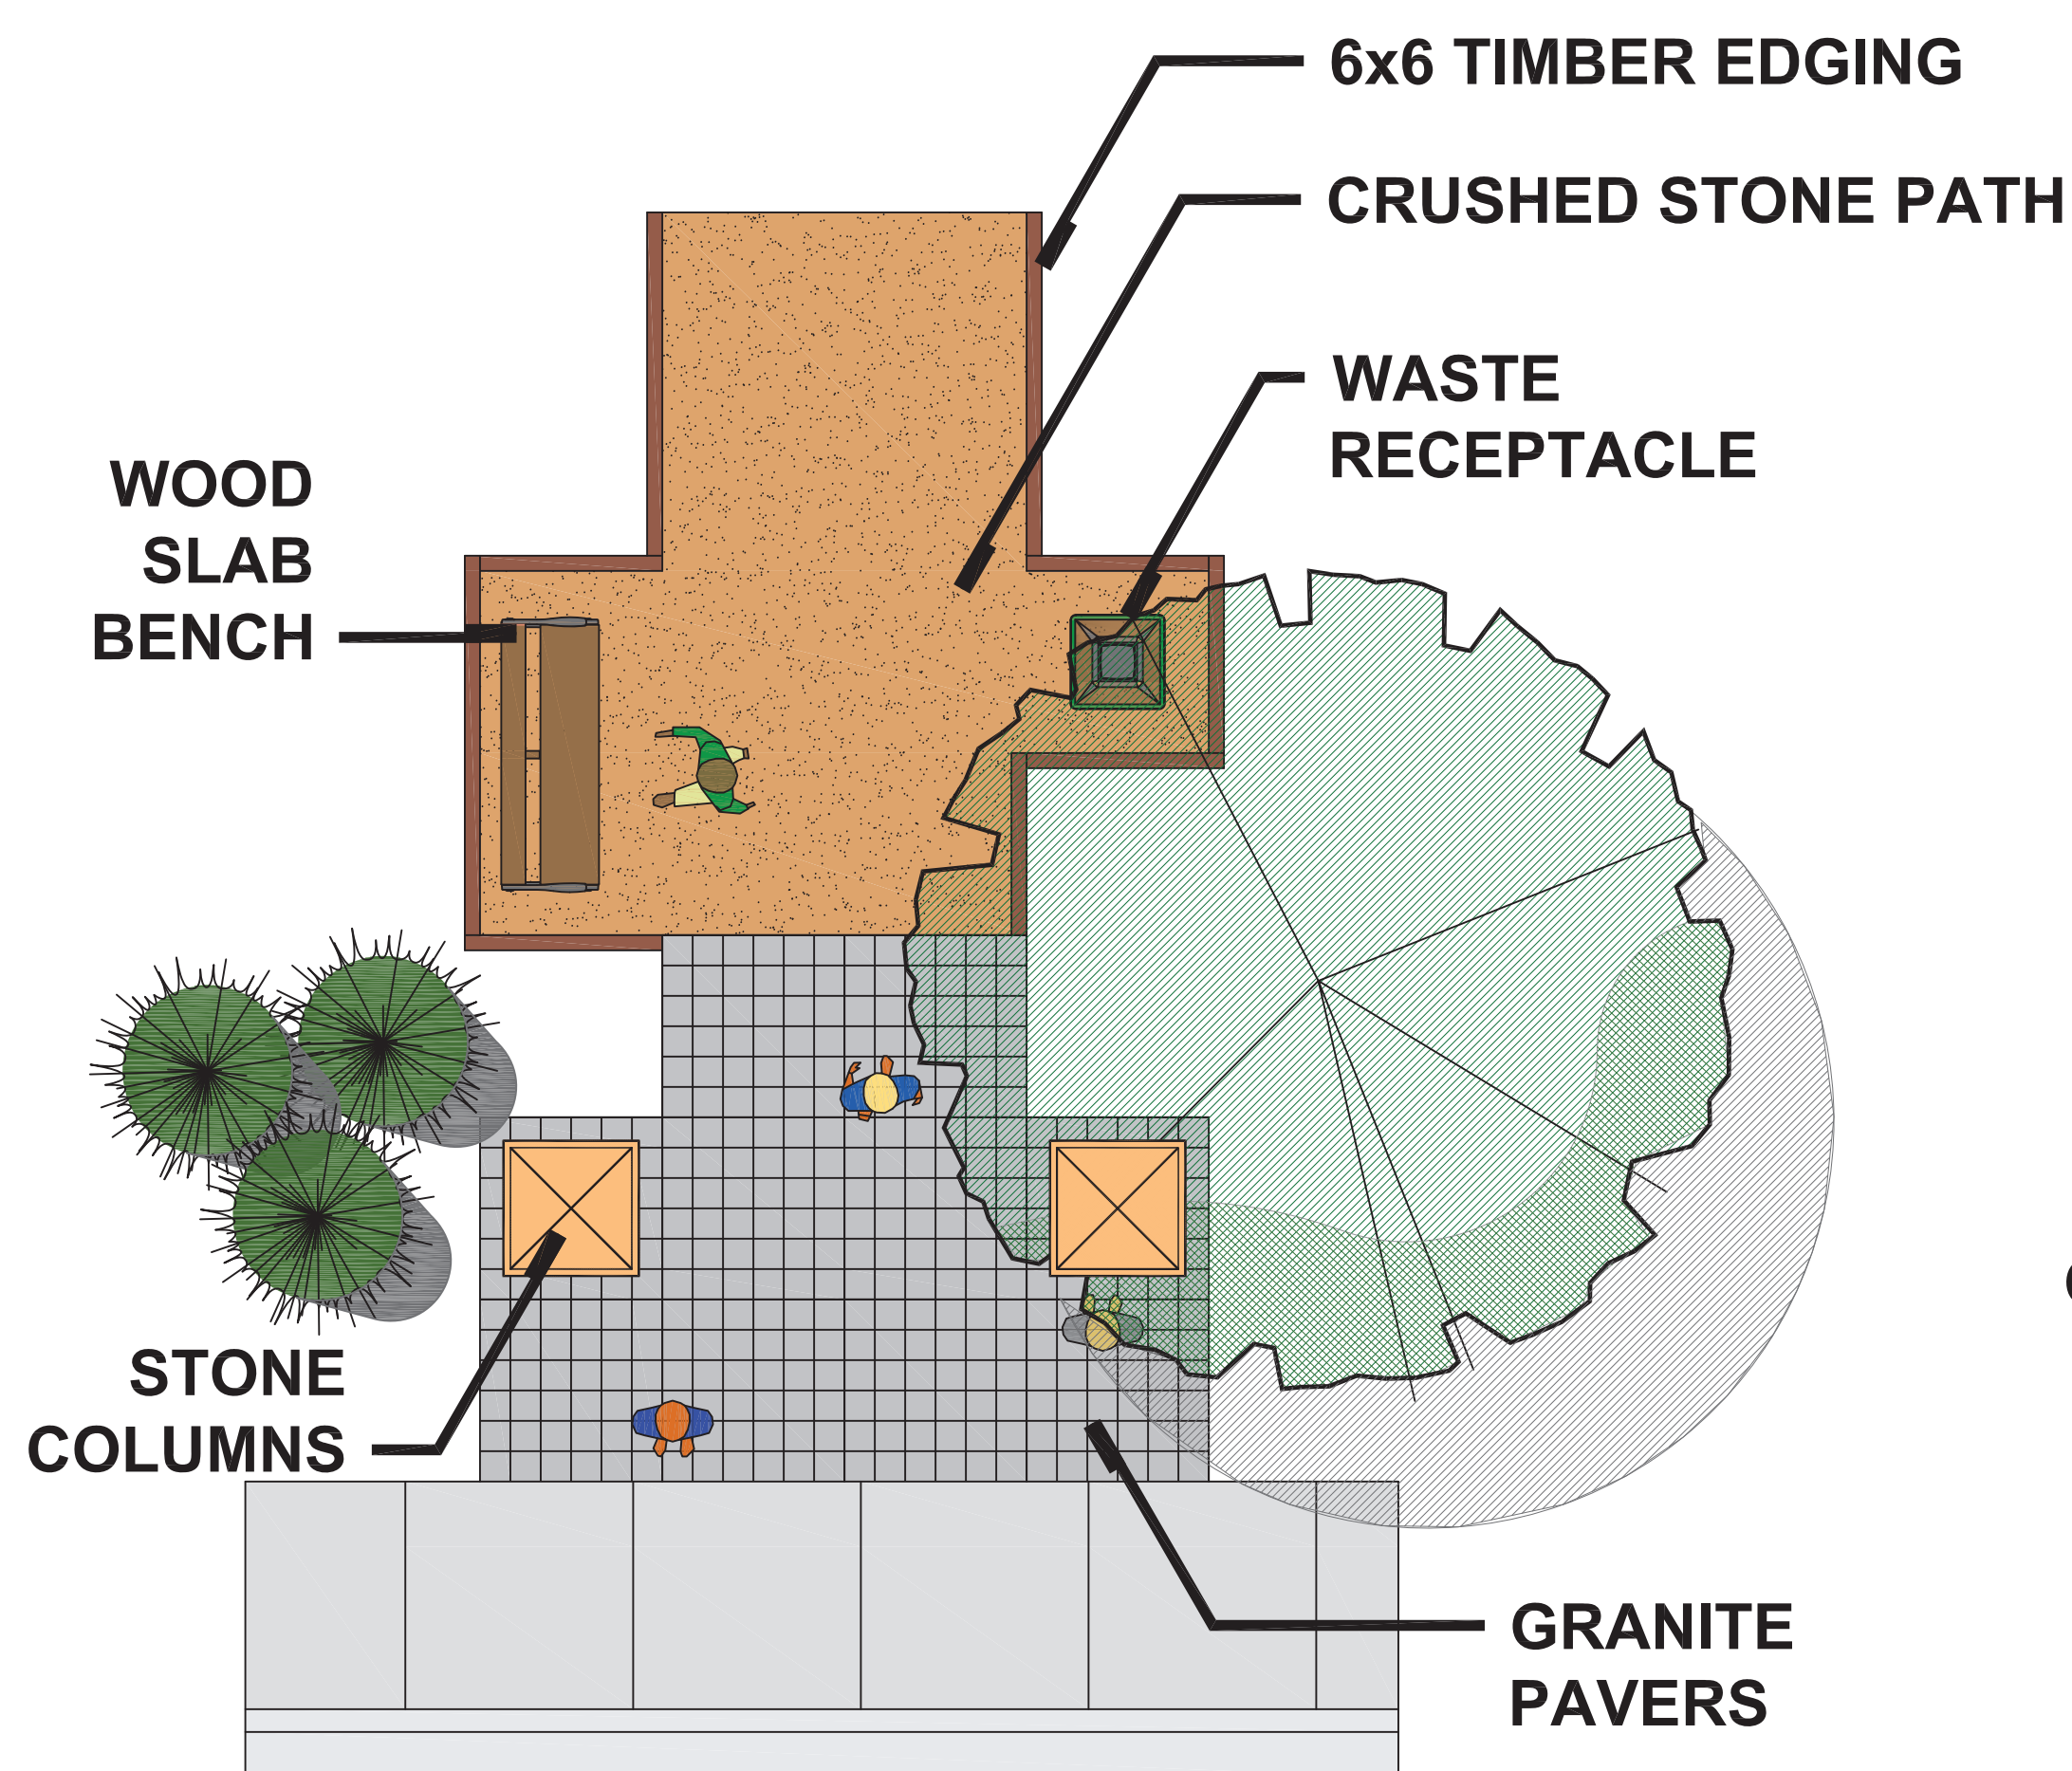 6x6 TIMBER EDGING
CRUSHED STONE PATH
WASTE
RECEPTACLE
WOOD
SLAB
BENCH
STONE
COLUMNS
GRANITE
PAVERS